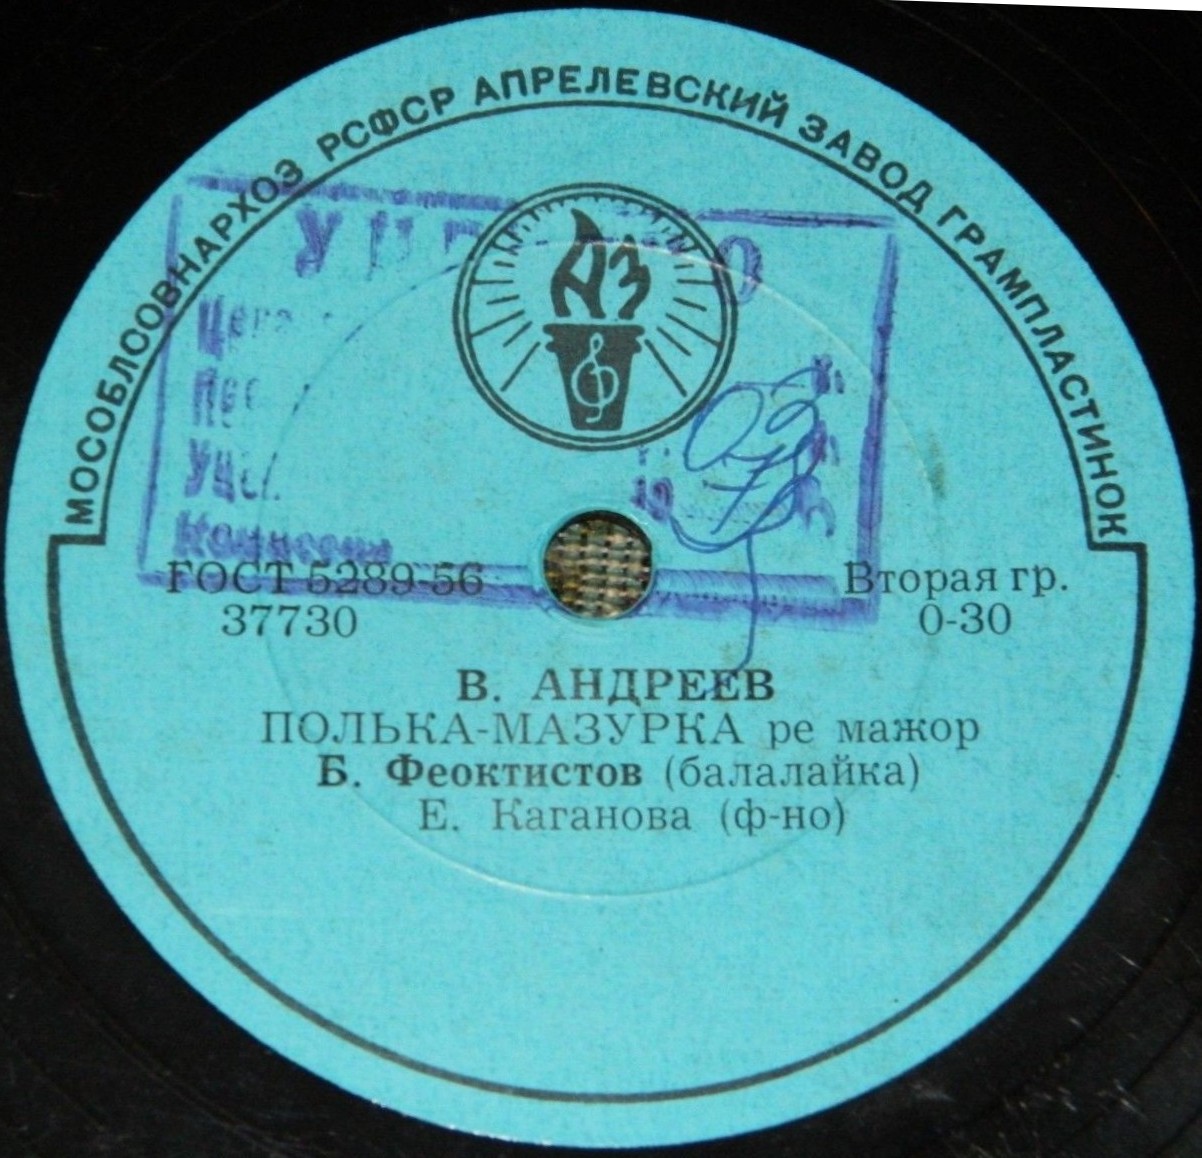 МОСОБЛСОВНАРХОЗ РСФСР АПРЕЛЕВСКИЙ ЗАВОД ГРАМПЛАСТИНОК
АЗ
ГОСТ 5289-56
37730
Вторая гр.
0-30
В. АНДРЕЕВ
ПОЛЬКА-МАЗУРКА ре мажор
Б. Феоктистов (балалайка)
Е. Каганова (ф-но)